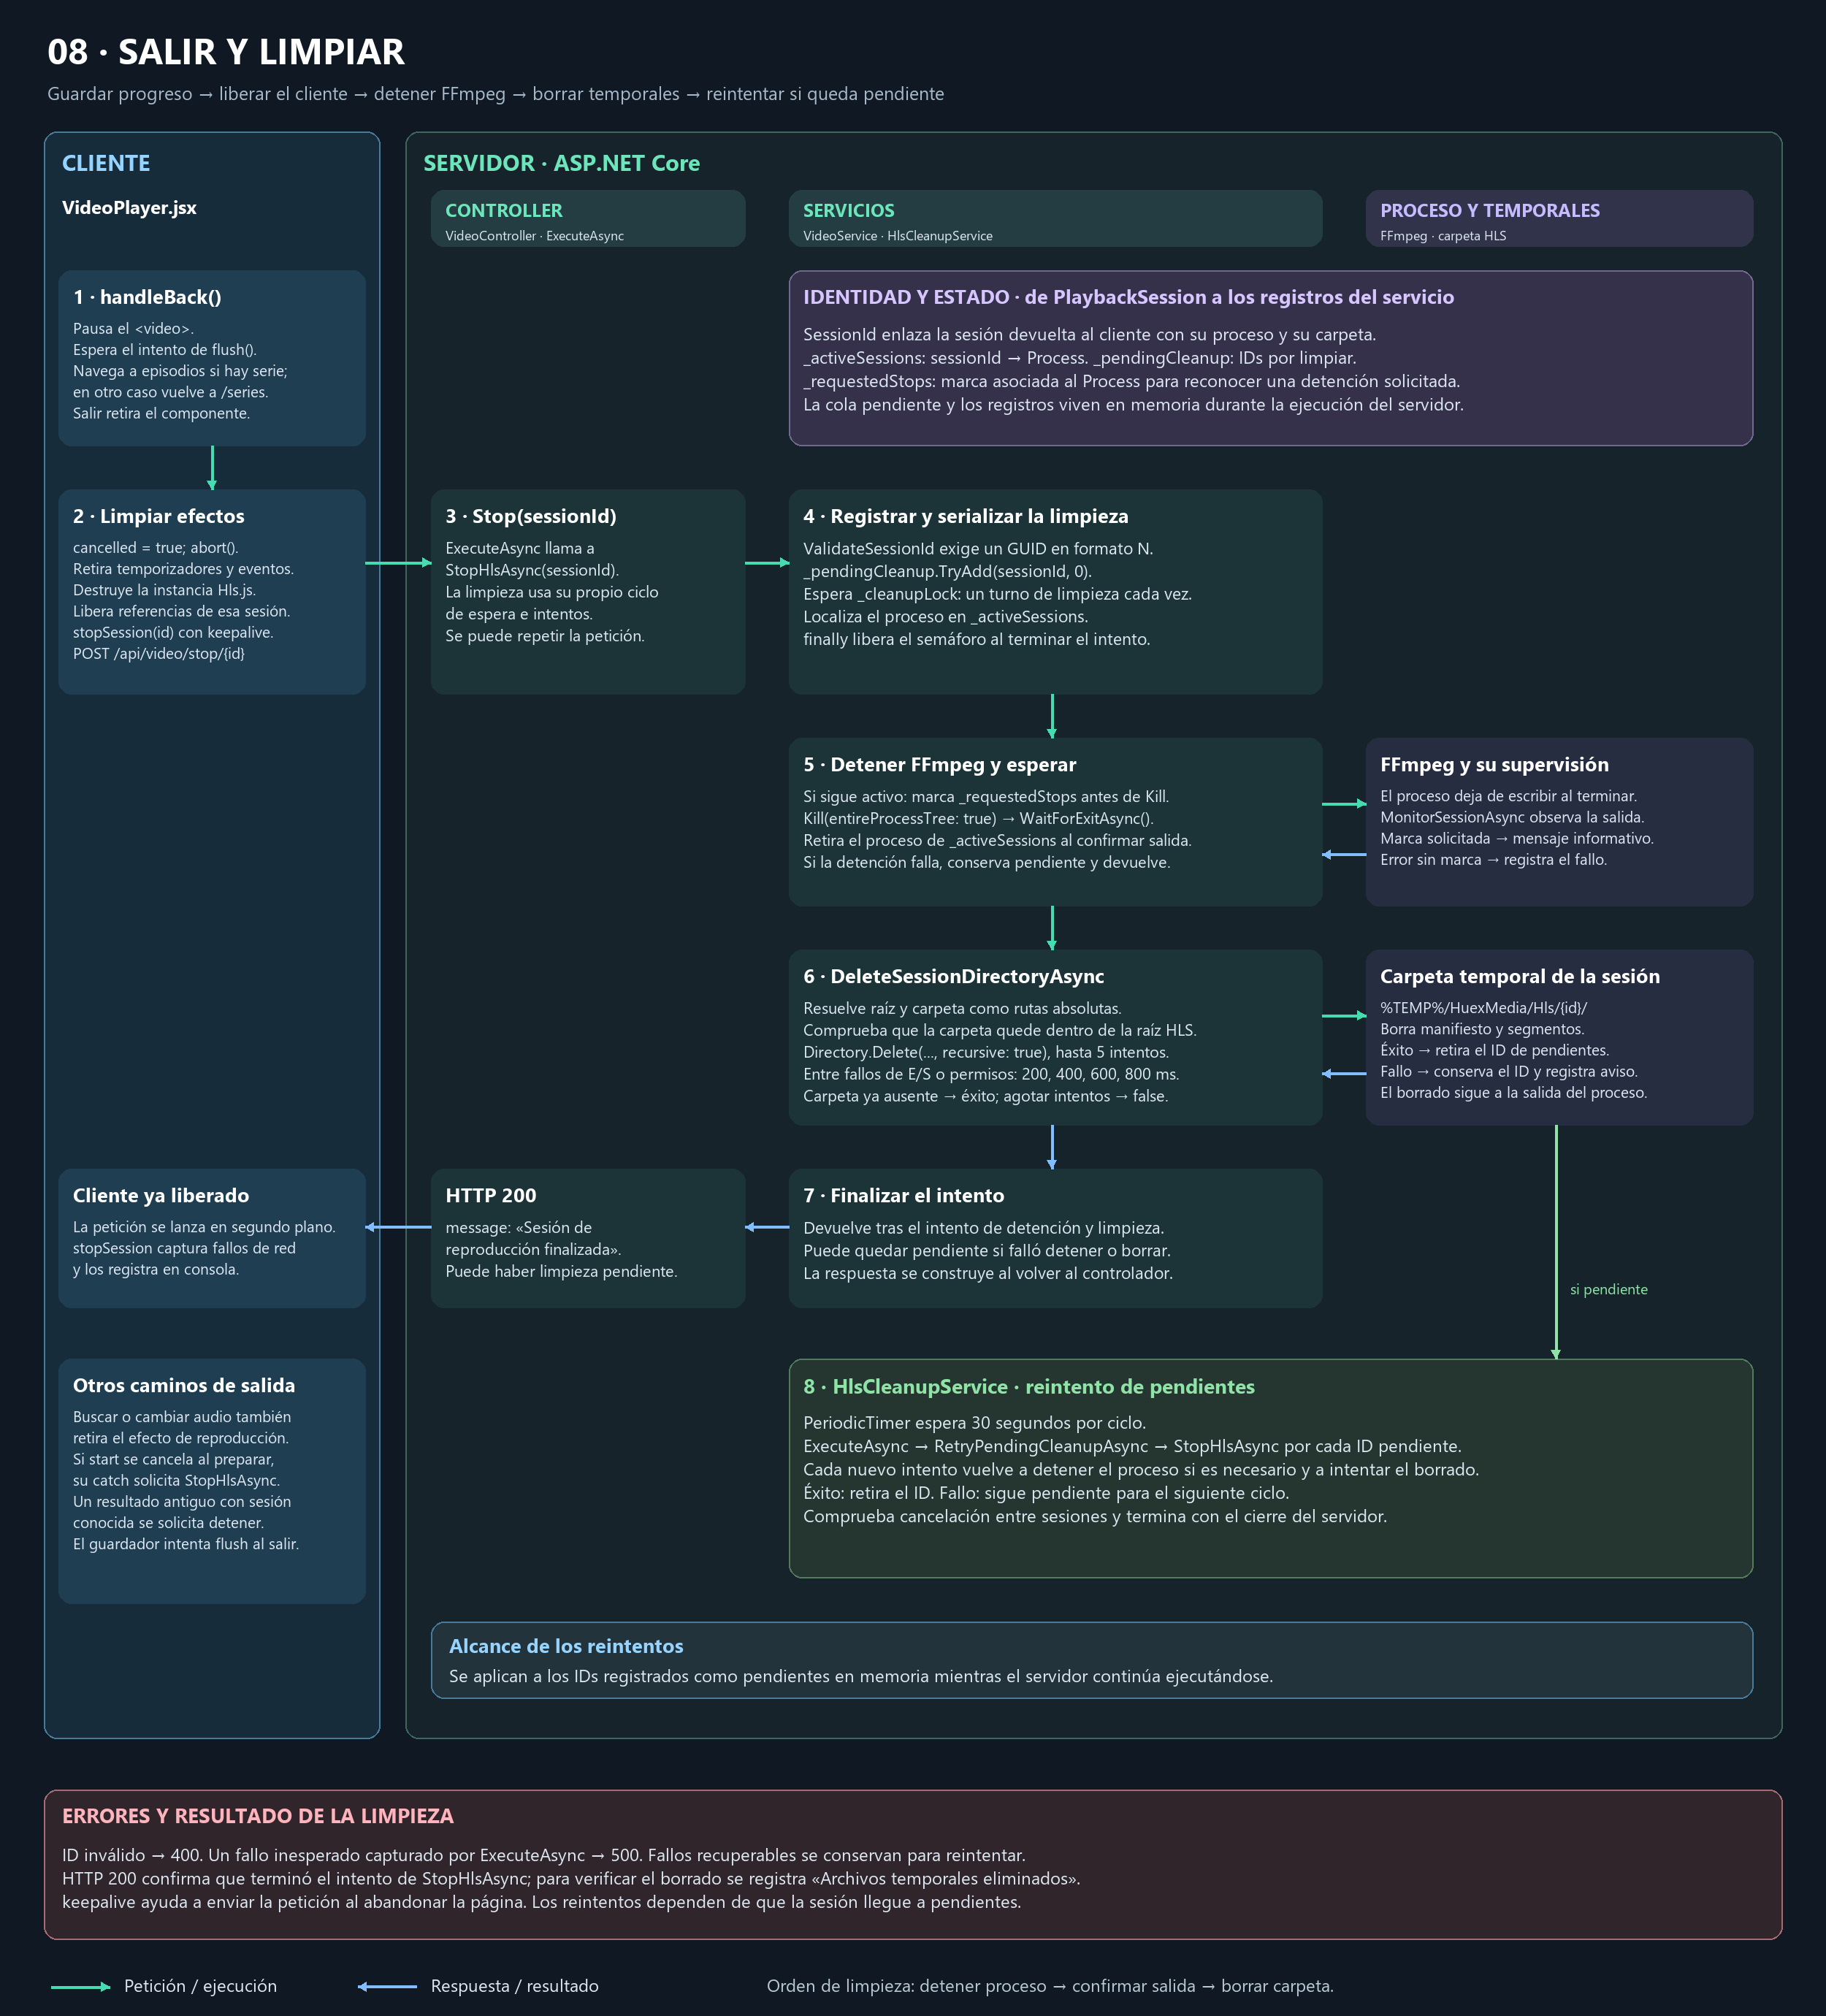 08 · SALIR Y LIMPIAR
Guardar progreso → liberar el cliente → detener FFmpeg → borrar temporales → reintentar si queda pendiente
CLIENTE
VideoPlayer.jsx
SERVIDOR · ASP.NET Core
CONTROLLER
VideoController · ExecuteAsync
SERVICIOS
VideoService · HlsCleanupService
PROCESO Y TEMPORALES
FFmpeg · carpeta HLS
1 · handleBack()
Pausa el <video>.
Espera el intento de flush().
Navega a episodios si hay serie;
en otro caso vuelve a /series.
Salir retira el componente.
IDENTIDAD Y ESTADO · de PlaybackSession a los registros del servicio
SessionId enlaza la sesión devuelta al cliente con su proceso y su carpeta.
_activeSessions: sessionId → Process. _pendingCleanup: IDs por limpiar.
_requestedStops: marca asociada al Process para reconocer una detención solicitada.
La cola pendiente y los registros viven en memoria durante la ejecución del servidor.
2 · Limpiar efectos
cancelled = true; abort().
Retira temporizadores y eventos.
Destruye la instancia Hls.js.
Libera referencias de esa sesión.
stopSession(id) con keepalive.
POST /api/video/stop/{id}
3 · Stop(sessionId)
ExecuteAsync llama a
StopHlsAsync(sessionId).
La limpieza usa su propio ciclo
de espera e intentos.
Se puede repetir la petición.
4 · Registrar y serializar la limpieza
ValidateSessionId exige un GUID en formato N.
_pendingCleanup.TryAdd(sessionId, 0).
Espera _cleanupLock: un turno de limpieza cada vez.
Localiza el proceso en _activeSessions.
finally libera el semáforo al terminar el intento.
5 · Detener FFmpeg y esperar
Si sigue activo: marca _requestedStops antes de Kill.
Kill(entireProcessTree: true) → WaitForExitAsync().
Retira el proceso de _activeSessions al confirmar salida.
Si la detención falla, conserva pendiente y devuelve.
FFmpeg y su supervisión
El proceso deja de escribir al terminar.
MonitorSessionAsync observa la salida.
Marca solicitada → mensaje informativo.
Error sin marca → registra el fallo.
6 · DeleteSessionDirectoryAsync
Resuelve raíz y carpeta como rutas absolutas.
Comprueba que la carpeta quede dentro de la raíz HLS.
Directory.Delete(..., recursive: true), hasta 5 intentos.
Entre fallos de E/S o permisos: 200, 400, 600, 800 ms.
Carpeta ya ausente → éxito; agotar intentos → false.
Carpeta temporal de la sesión
%TEMP%/HuexMedia/Hls/{id}/
Borra manifiesto y segmentos.
Éxito → retira el ID de pendientes.
Fallo → conserva el ID y registra aviso.
El borrado sigue a la salida del proceso.
Cliente ya liberado
La petición se lanza en segundo plano.
stopSession captura fallos de red
y los registra en consola.
HTTP 200
message: «Sesión de
reproducción finalizada».
Puede haber limpieza pendiente.
7 · Finalizar el intento
Devuelve tras el intento de detención y limpieza.
Puede quedar pendiente si falló detener o borrar.
La respuesta se construye al volver al controlador.
si pendiente
Otros caminos de salida
Buscar o cambiar audio también
retira el efecto de reproducción.
Si start se cancela al preparar,
su catch solicita StopHlsAsync.
Un resultado antiguo con sesión
conocida se solicita detener.
El guardador intenta flush al salir.
8 · HlsCleanupService · reintento de pendientes
PeriodicTimer espera 30 segundos por ciclo.
ExecuteAsync → RetryPendingCleanupAsync → StopHlsAsync por cada ID pendiente.
Cada nuevo intento vuelve a detener el proceso si es necesario y a intentar el borrado.
Éxito: retira el ID. Fallo: sigue pendiente para el siguiente ciclo.
Comprueba cancelación entre sesiones y termina con el cierre del servidor.
Alcance de los reintentos
Se aplican a los IDs registrados como pendientes en memoria mientras el servidor continúa ejecutándose.
ERRORES Y RESULTADO DE LA LIMPIEZA
ID inválido → 400. Un fallo inesperado capturado por ExecuteAsync → 500. Fallos recuperables se conservan para reintentar.
HTTP 200 confirma que terminó el intento de StopHlsAsync; para verificar el borrado se registra «Archivos temporales eliminados».
keepalive ayuda a enviar la petición al abandonar la página. Los reintentos dependen de que la sesión llegue a pendientes.
Petición / ejecución
Respuesta / resultado
Orden de limpieza: detener proceso → confirmar salida → borrar carpeta.